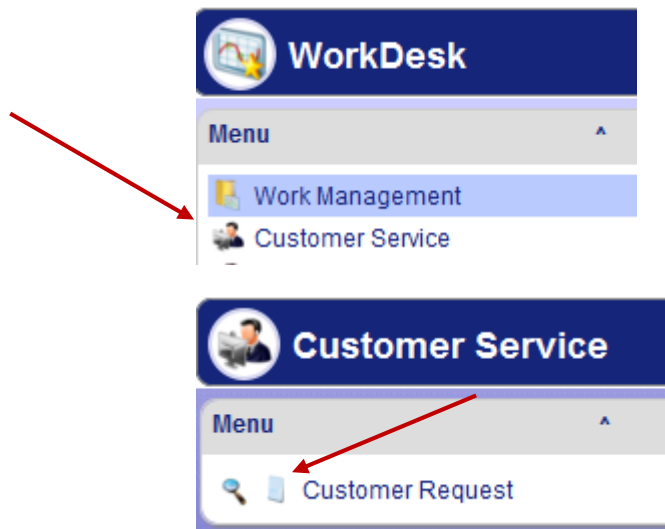 WorkDesk
Menu ^
Work Management
Customer Service
Customer Service
Menu ^
Customer Request